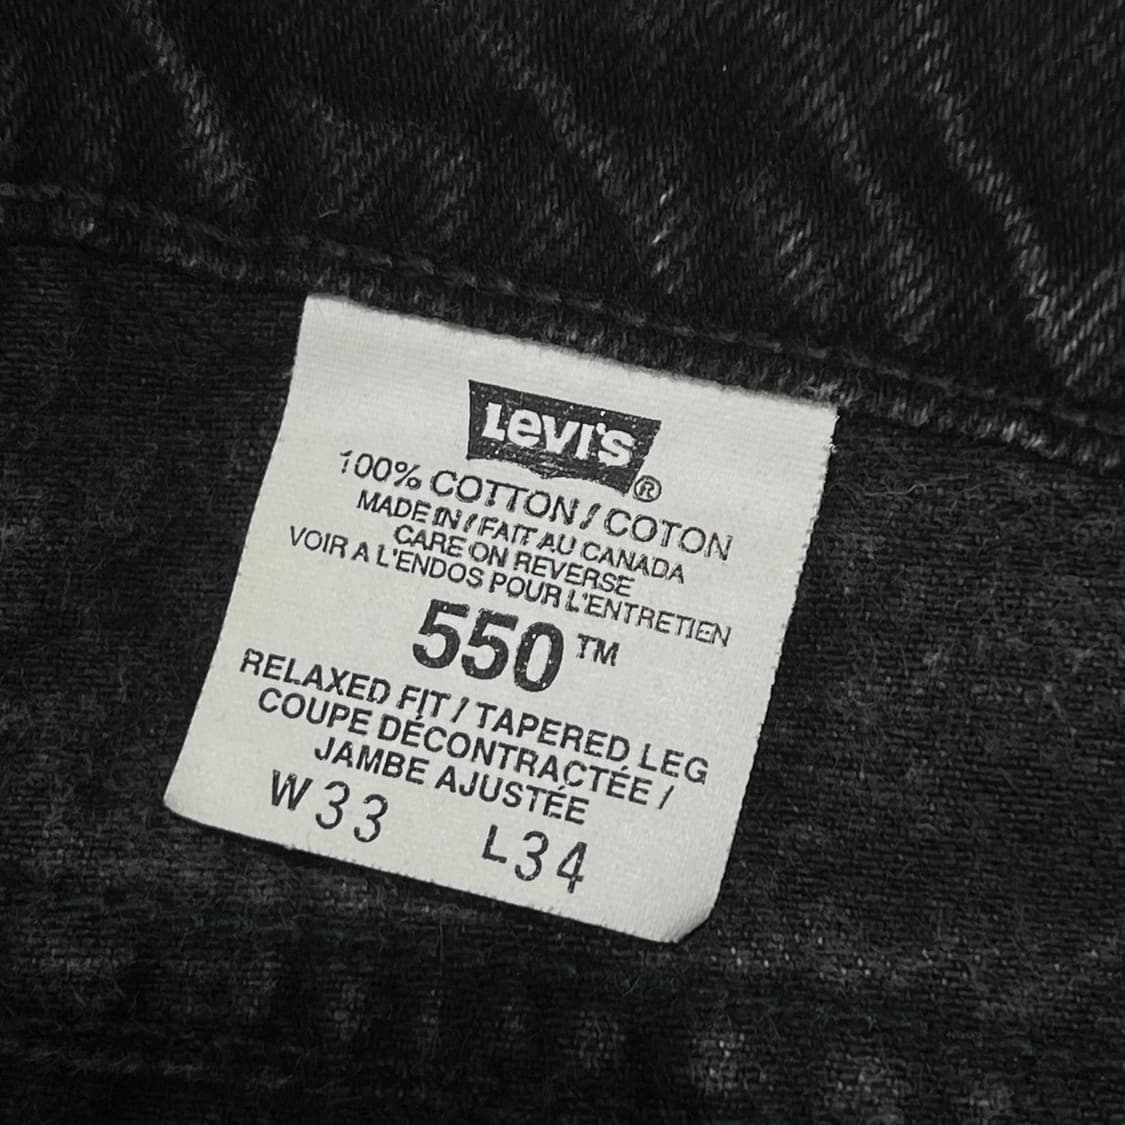 Levi's®
100% COTTON / COTON
MADE IN / FAIT AU CANADA
CARE ON REVERSE
VOIR A L'ENDOS POUR L'ENTRETIEN
550™
RELAXED FIT / TAPERED LEG
COUPE DÉCONTRACTÉE /
JAMBE AJUSTÉE
W33 L34